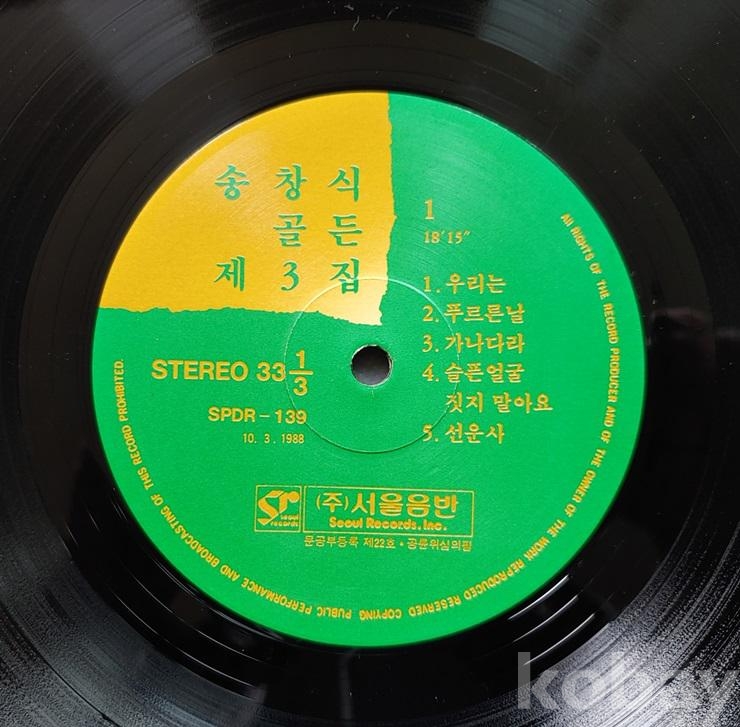 송창식
골든
제3집
1
18′15″
1. 우리는
2. 푸르른날
3. 가나다라
4. 슬픈얼굴
짓지 말아요
5. 선운사
STEREO 33 1/3
SPDR-139
10. 3. 1988
Sr seoul records
(주)서울음반
Seoul Records, Inc.
문공부등록 제22호·공륜위심의필
All RIGHTS OF THE RECORD PRODUCER AND OF THE OWNER OF THE WORK REPRODUCED RESERVED COPYING PUBLIC PERFORMANCE AND BROADCASTING OF THIS RECORD PROHIBITED.
kobay